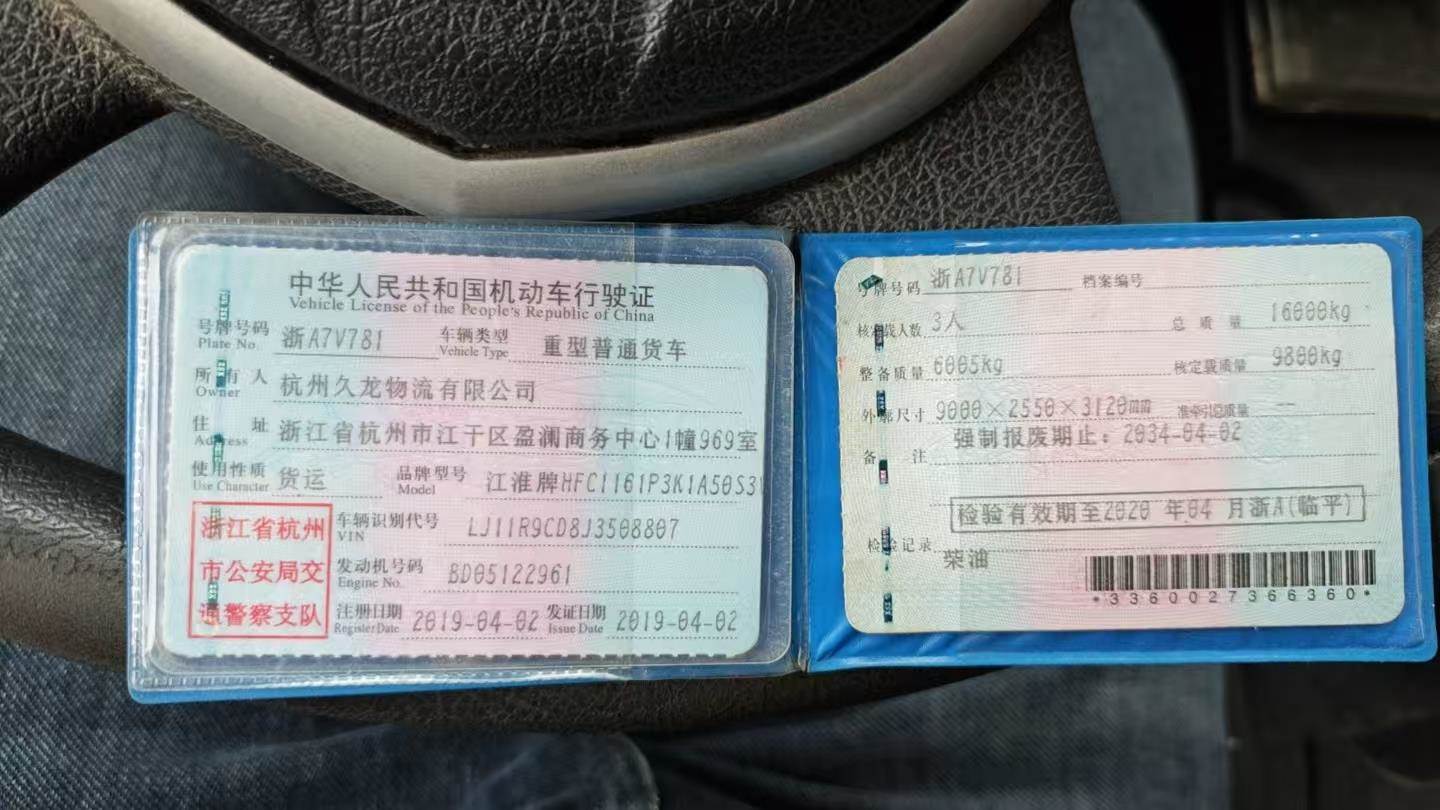 中华人民共和国机动车行驶证
Vehicle License of the People's Republic of China
号牌号码 浙A7V781 车辆类型 重型普通货车
Plate No. Vehicle Type
所有人 杭州久龙物流有限公司
Owner
住址 浙江省杭州市江干区盈澜商务中心1幢969室
Address
使用性质 货运 品牌型号 江淮牌HFC1161P3K1A50S3
Use Character Model
浙江省杭州
市公安局交
通警察支队
车辆识别代号 LJ11R9CD8J3508807
VIN
发动机号码 BD05122961
Engine No.
注册日期 2019-04-02 发证日期 2019-04-02
Register Date Issue Date
号牌号码 浙A7V781 档案编号
核定载人数 3人 总质量 16000kg
整备质量 6005kg 核定载质量 9800kg
外廓尺寸 9000×2550×3120mm 准牵引总质量 --
强制报废期止：2034-04-02
备注
检验有效期至2020 年04 月浙A(临平)
检验记录
柴油
*3360027366360*